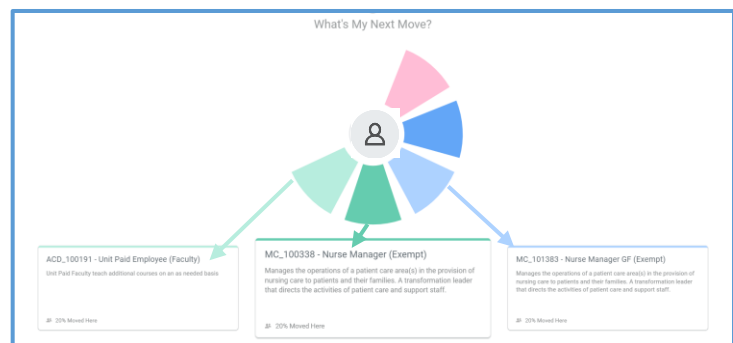 What's My Next Move?
ACD_100191 - Unit Paid Employee (Faculty)
Unit Paid Faculty teach additional courses on an as needed basis
20% Moved Here
MC_100338 - Nurse Manager (Exempt)
Manages the operations of a patient care area(s) in the provision of
nursing care to patients and their families. A transformation leader
that directs the activities of patient care and support staff.
20% Moved Here
MC_101383 - Nurse Manager GF (Exempt)
Manages the operations of a patient care area(s) in the provision of
nursing care to patients and their families. A transformation leader
that directs the activities of patient care and support staff.
20% Moved Here